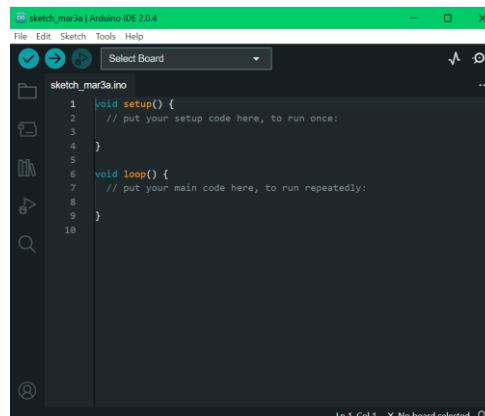 sketch_mar3a | Arduino IDE 2.0.4
File Edit Sketch Tools Help
Select Board
sketch_mar3a.ino
1 void setup() {
2 // put your setup code here, to run once:
3
4 }
5
6 void loop() {
7 // put your main code here, to run repeatedly:
8
9 }
10
Ln 1, Col 1 X No board selected